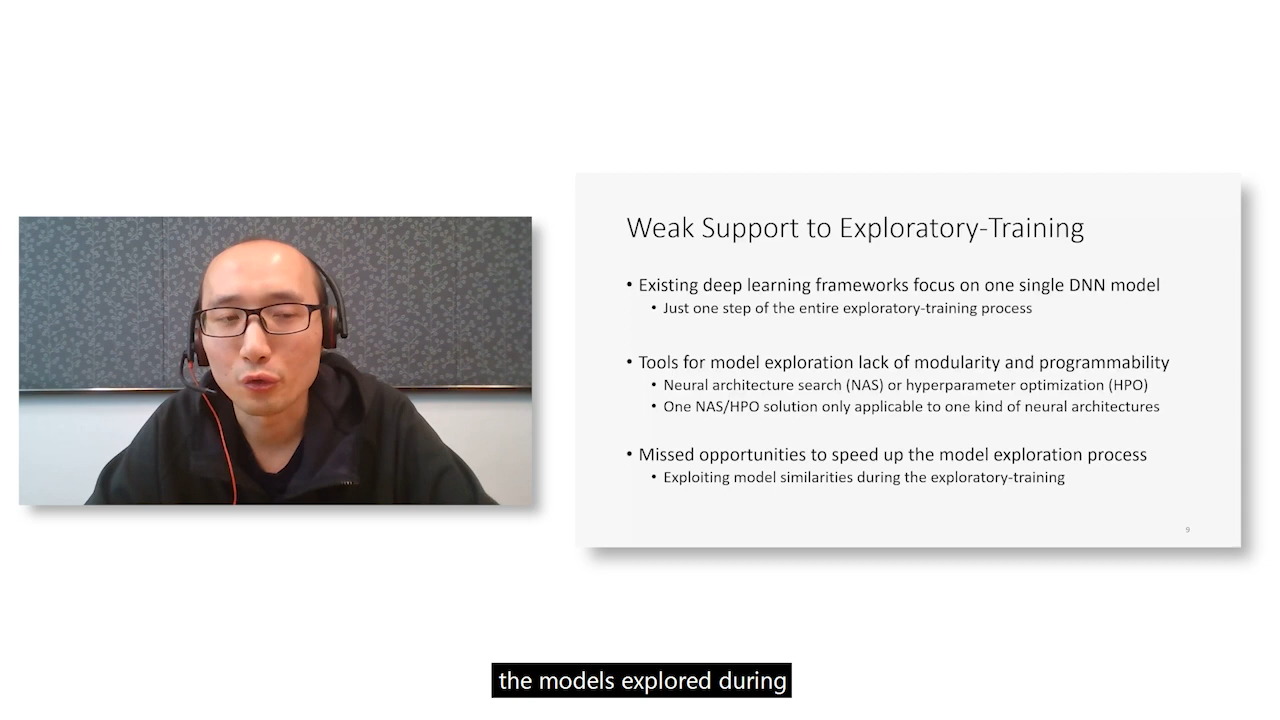 Weak Support to Exploratory-Training
• Existing deep learning frameworks focus on one single DNN model
• Just one step of the entire exploratory-training process
• Tools for model exploration lack of modularity and programmability
• Neural architecture search (NAS) or hyperparameter optimization (HPO)
• One NAS/HPO solution only applicable to one kind of neural architectures
• Missed opportunities to speed up the model exploration process
• Exploiting model similarities during the exploratory-training
9
the models explored during